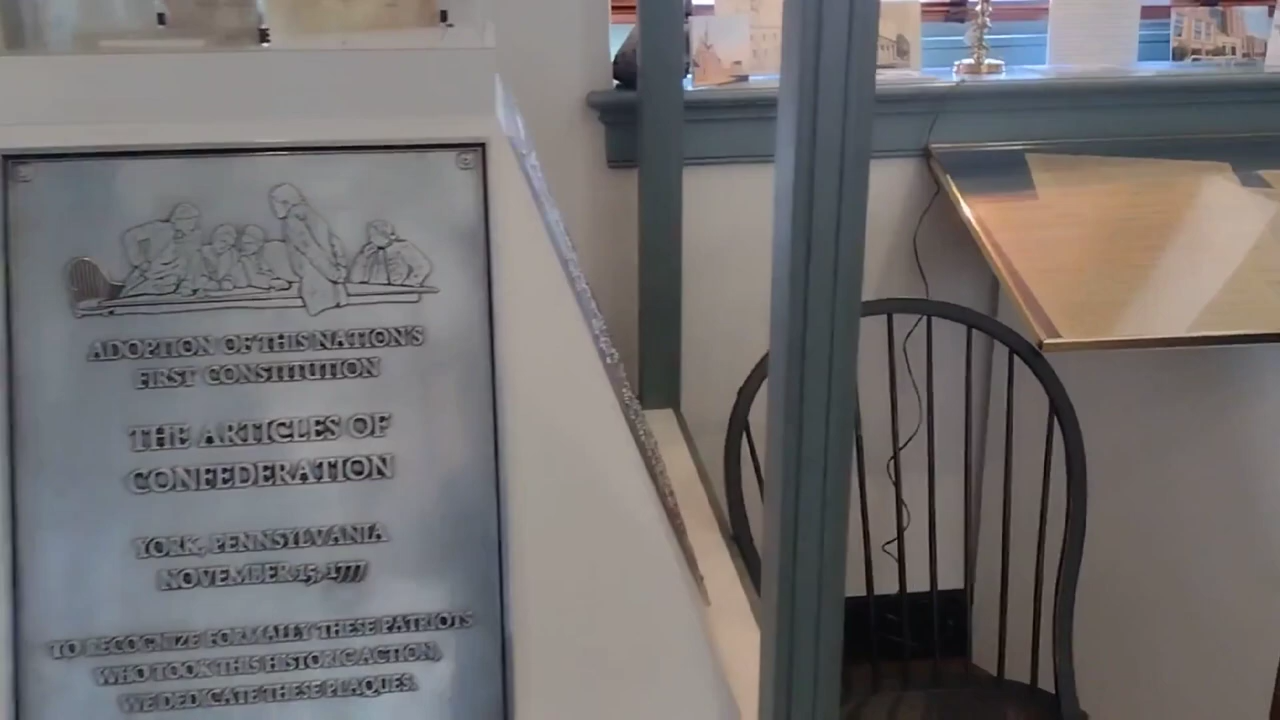 ADOPTION OF THIS NATION'S
FIRST CONSTITUTION
THE ARTICLES OF
CONFEDERATION
YORK, PENNSYLVANIA
NOVEMBER 15, 1777
TO RECOGNIZE FORMALLY THESE PATRIOTS
WHO TOOK THIS HISTORIC ACTION,
WE DEDICATE THESE PLAQUES.